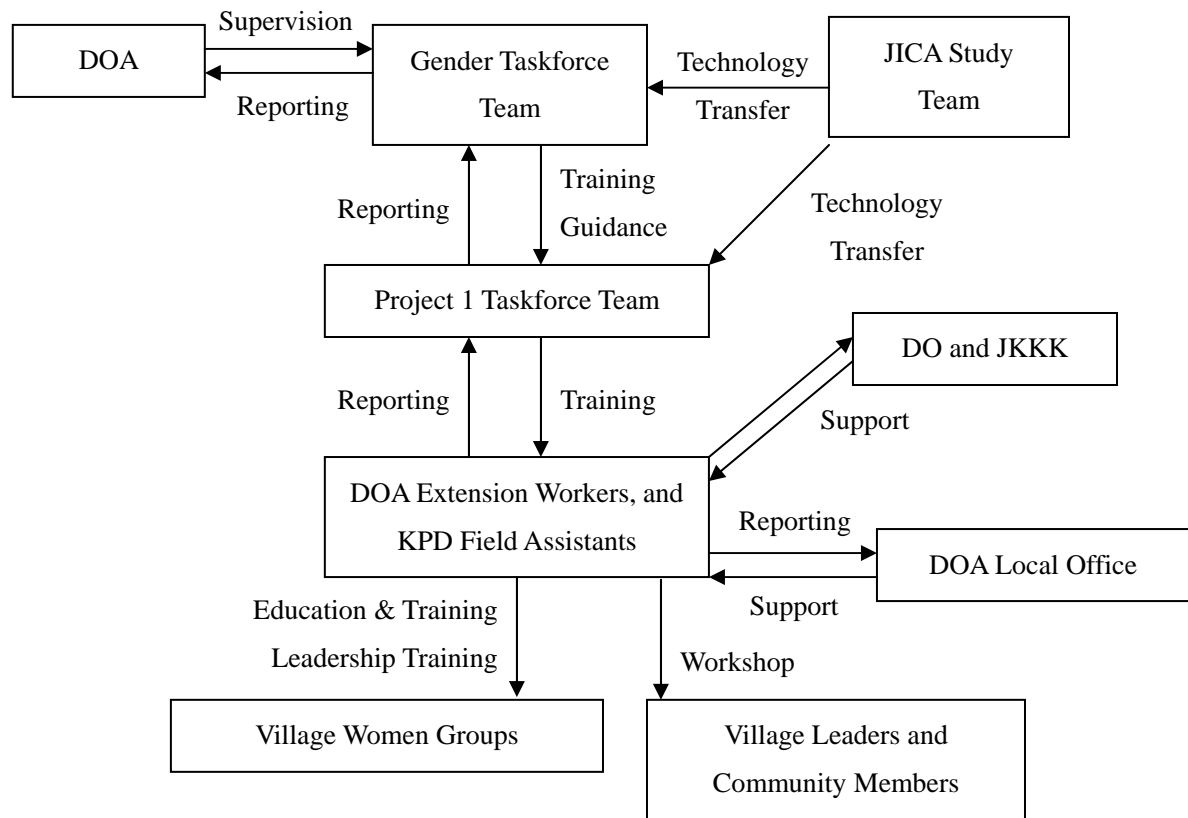 Supervision
DOA
Reporting
Gender Taskforce
Team
Technology
Transfer
JICA Study
Team
Reporting
Training
Guidance
Technology
Transfer
Project 1 Taskforce Team
DO and JKKK
Reporting
Training
Support
DOA Extension Workers, and
KPD Field Assistants
Reporting
DOA Local Office
Support
Education & Training
Leadership Training
Workshop
Village Women Groups
Village Leaders and
Community Members